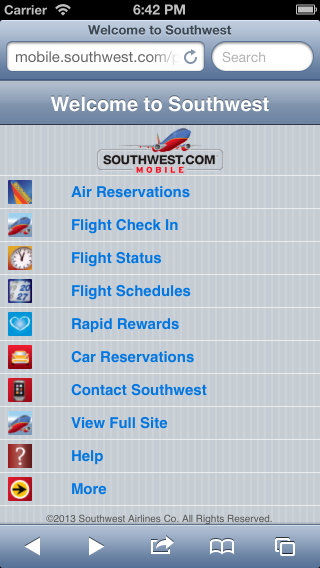 Carrier 6:42 PM
Welcome to Southwest
mobile.southwest.com/p Search
Welcome to Southwest
SOUTHWEST.COM
MOBILE
Air Reservations
Flight Check In
Flight Status
20
27
Flight Schedules
Rapid Rewards
Car Reservations
Contact Southwest
View Full Site
?
Help
More
©2013 Southwest Airlines Co. All Rights Reserved.